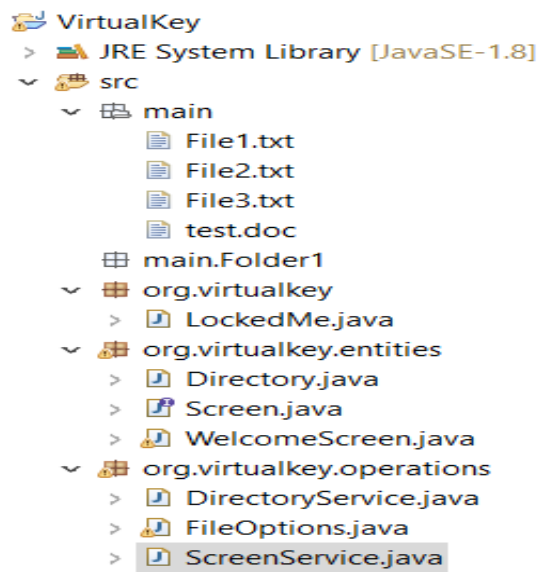 VirtualKey
JRE System Library [JavaSE-1.8]
src
main
File1.txt
File2.txt
File3.txt
test.doc
main.Folder1
org.virtualkey
LockedMe.java
org.virtualkey.entities
Directory.java
Screen.java
WelcomeScreen.java
org.virtualkey.operations
DirectoryService.java
FileOptions.java
ScreenService.java